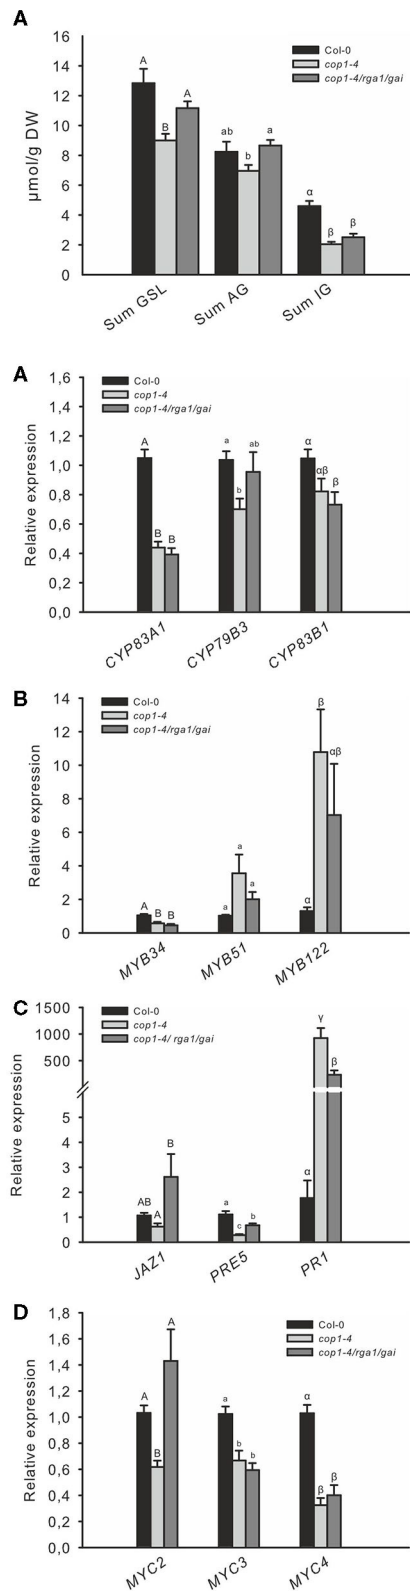 A
16
14
12
10
8
6
4
2
0
μmol/g DW
Col-0
cop1-4
cop1-4/rga1/gai
A
B
A
ab
b
a
α
β
β
Sum GSL
Sum AG
Sum IG
A
1,6
1,4
1,2
1,0
0,8
0,6
0,4
0,2
0,0
Relative expression
Col-0
cop1-4
cop1-4/rga1/gai
A
B
B
a
b
ab
α
αβ
β
CYP83A1
CYP79B3
CYP83B1
B
14
12
10
8
6
4
2
0
Relative expression
Col-0
cop1-4
cop1-4/rga1/gai
A
B
B
a
a
a
α
β
αβ
MYB34
MYB51
MYB122
C
1500
1000
500
5
4
3
2
1
0
Relative expression
Col-0
cop1-4
cop1-4/ rga1/gai
AB
A
B
a
c
b
α
γ
β
JAZ1
PRE5
PR1
D
1,8
1,6
1,4
1,2
1,0
0,8
0,6
0,4
0,2
0,0
Relative expression
Col-0
cop1-4
cop1-4/rga1/gai
A
B
A
a
b
b
α
β
β
MYC2
MYC3
MYC4